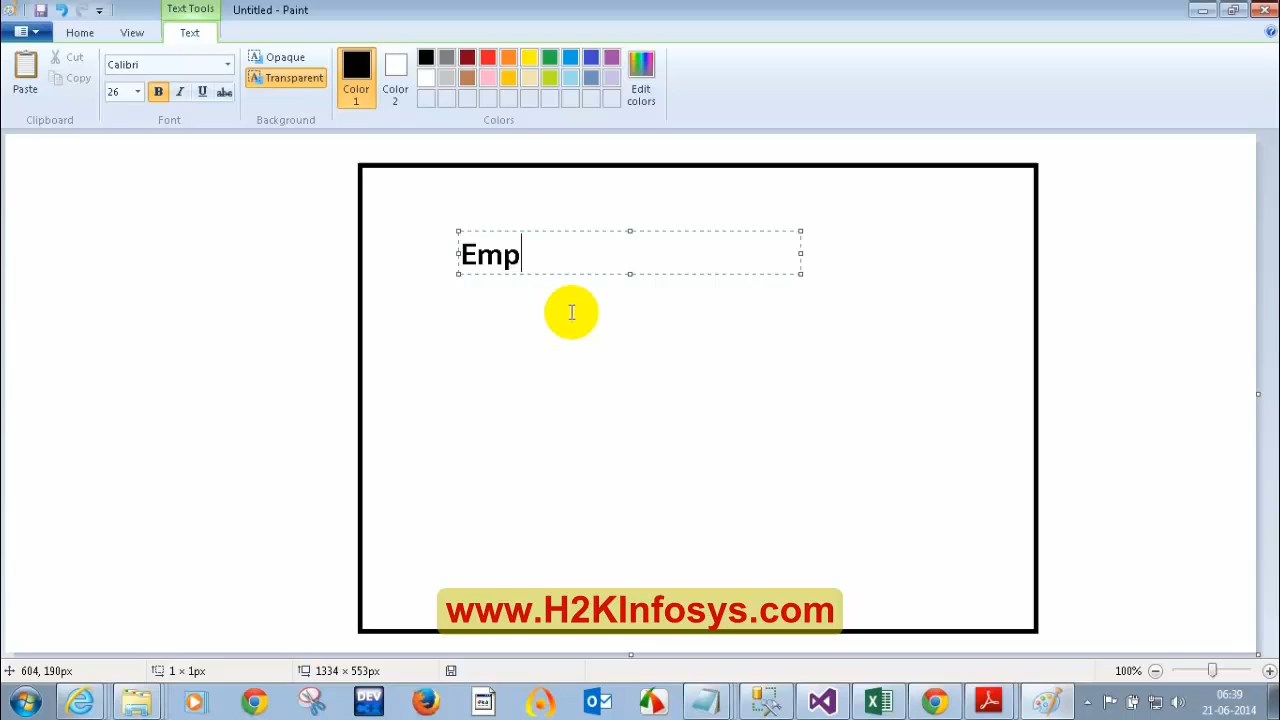 Text Tools
Untitled - Paint
Home
View
Text
Paste
Cut
Copy
Clipboard
Calibri
26
B
I
U
abc
Font
Opaque
Transparent
Background
Color 1
Color 2
Edit colors
Colors
Emp
www.H2KInfosys.com
604, 190px
1 × 1px
1334 × 553px
100%
DEV
06:39
21-06-2014